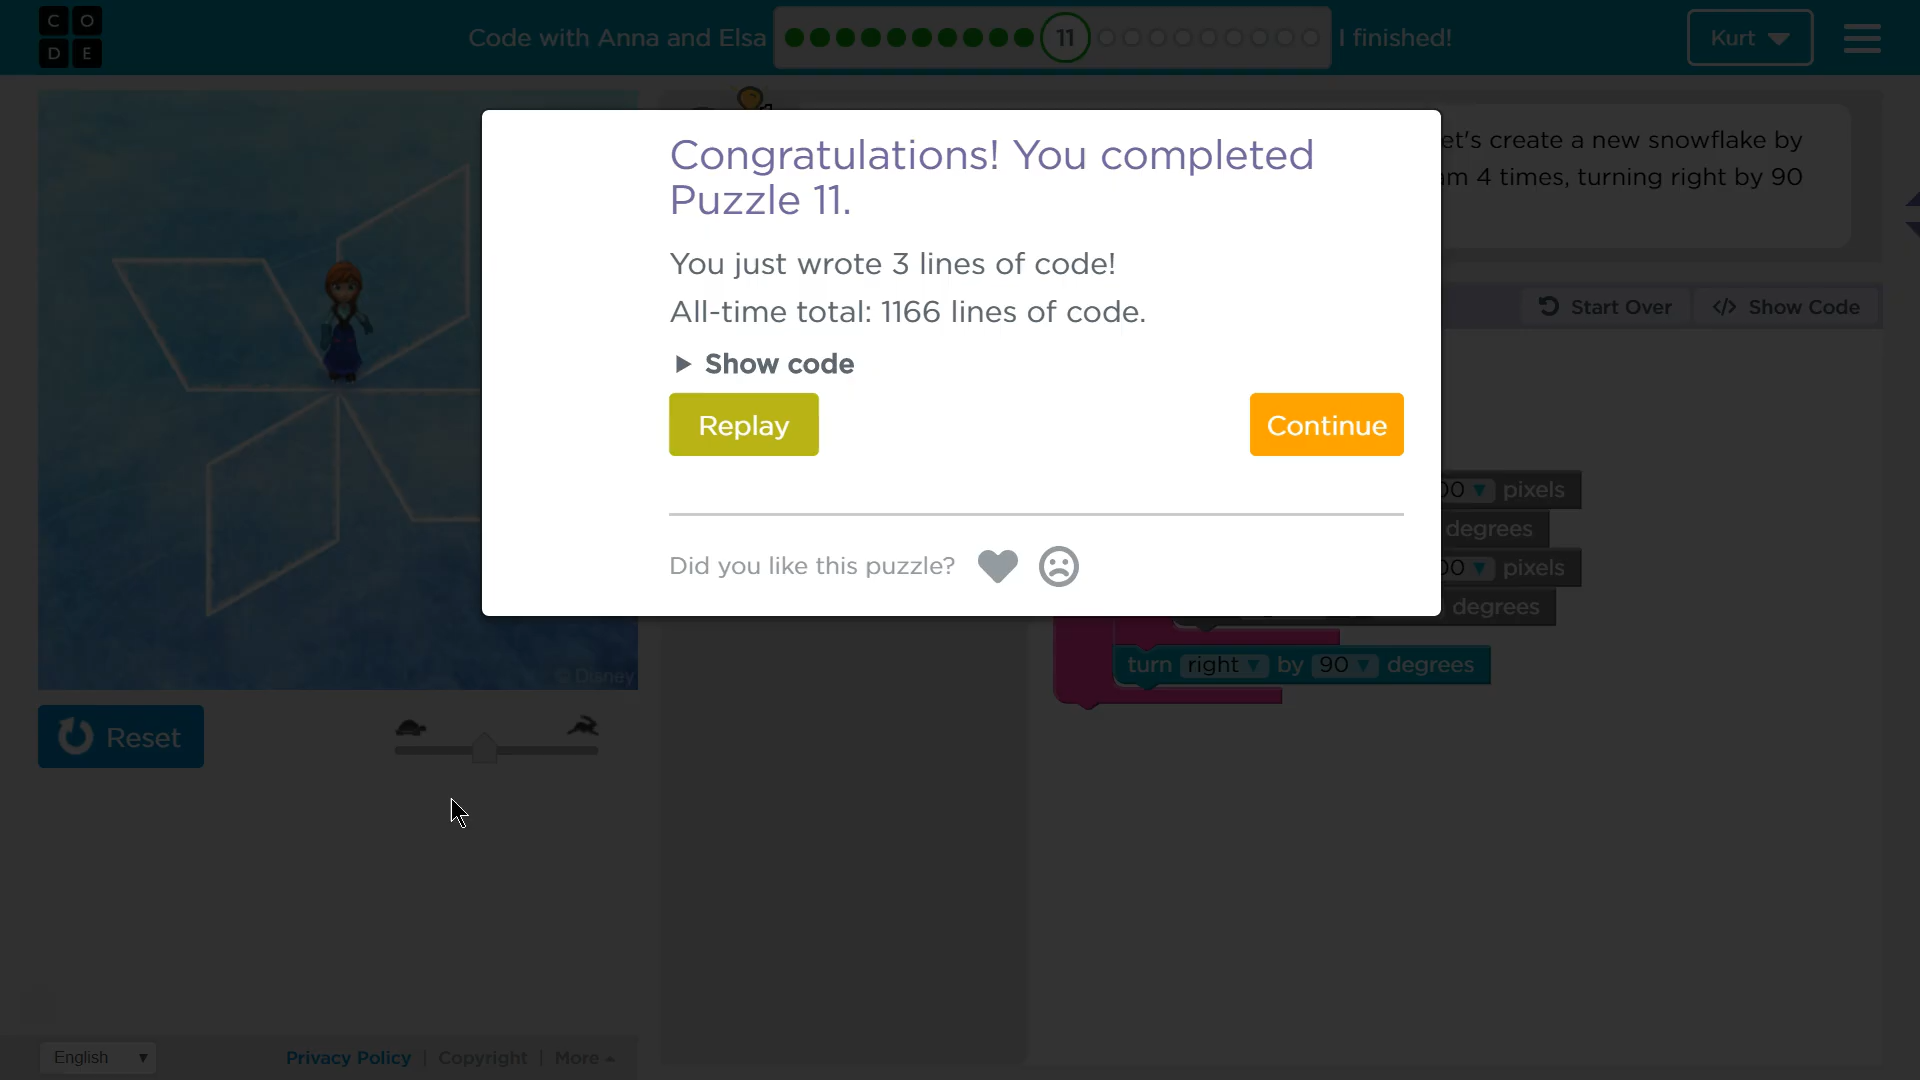 CO
DE
Code with Anna and Elsa
11
I finished!
Kurt
et's create a new snowflake by
4 times, turning right by 90
Start Over
</> Show Code
Congratulations! You completed
Puzzle 11.
You just wrote 3 lines of code!
All-time total: 1166 lines of code.
Show code
Replay
Continue
Did you like this puzzle?
pixels
degrees
pixels
degrees
turn right by 90 degrees
© Disney
Reset
English
Privacy Policy | Copyright | More